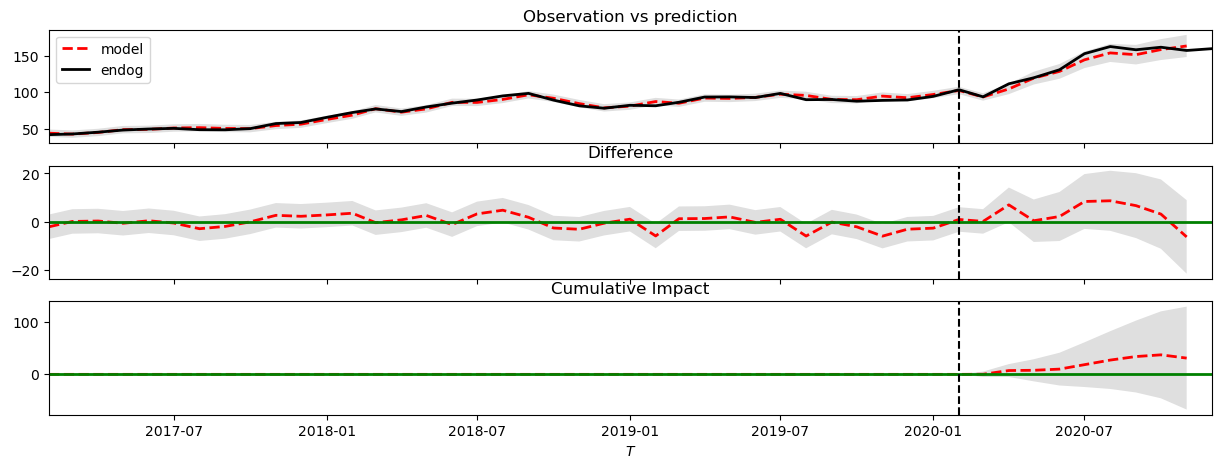 Observation vs prediction
150
100
50
model
endog
Difference
20
0
−20
Cumulative Impact
100
0
2017-07 2018-01 2018-07 2019-01 2019-07 2020-01 2020-07
T